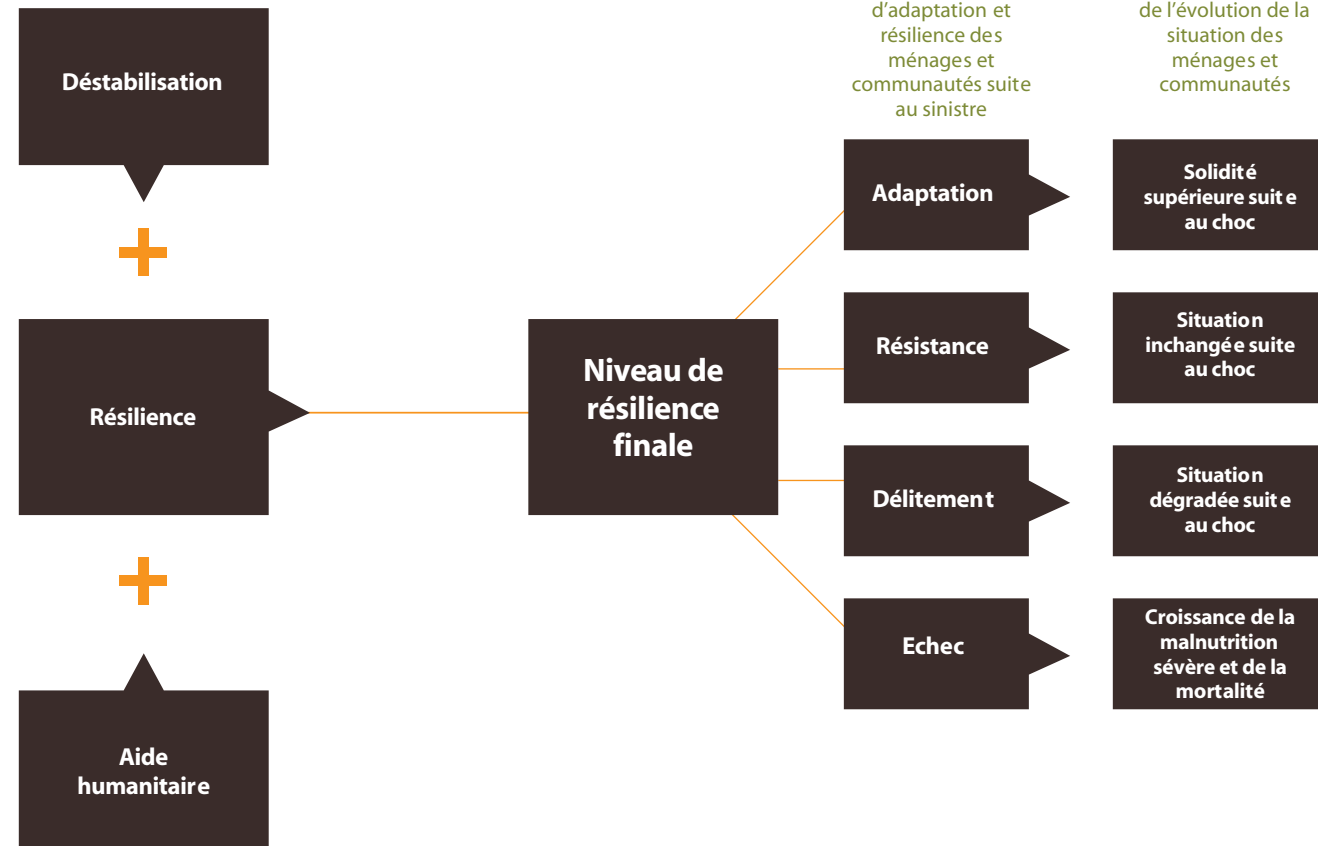 d’adaptation et
résilience des
ménages et
communautés suite
au sinistre
de l’évolution de la
situation des
ménages et
communautés
Déstabilisation
Résilience
Aide
humanitaire
Niveau de
résilience
finale
Adaptation
Solidité
supérieure suite
au choc
Résistance
Situation
inchangée suite
au choc
Délitement
Situation
dégradée suite
au choc
Echec
Croissance de la
malnutrition
sévère et de la
mortalité